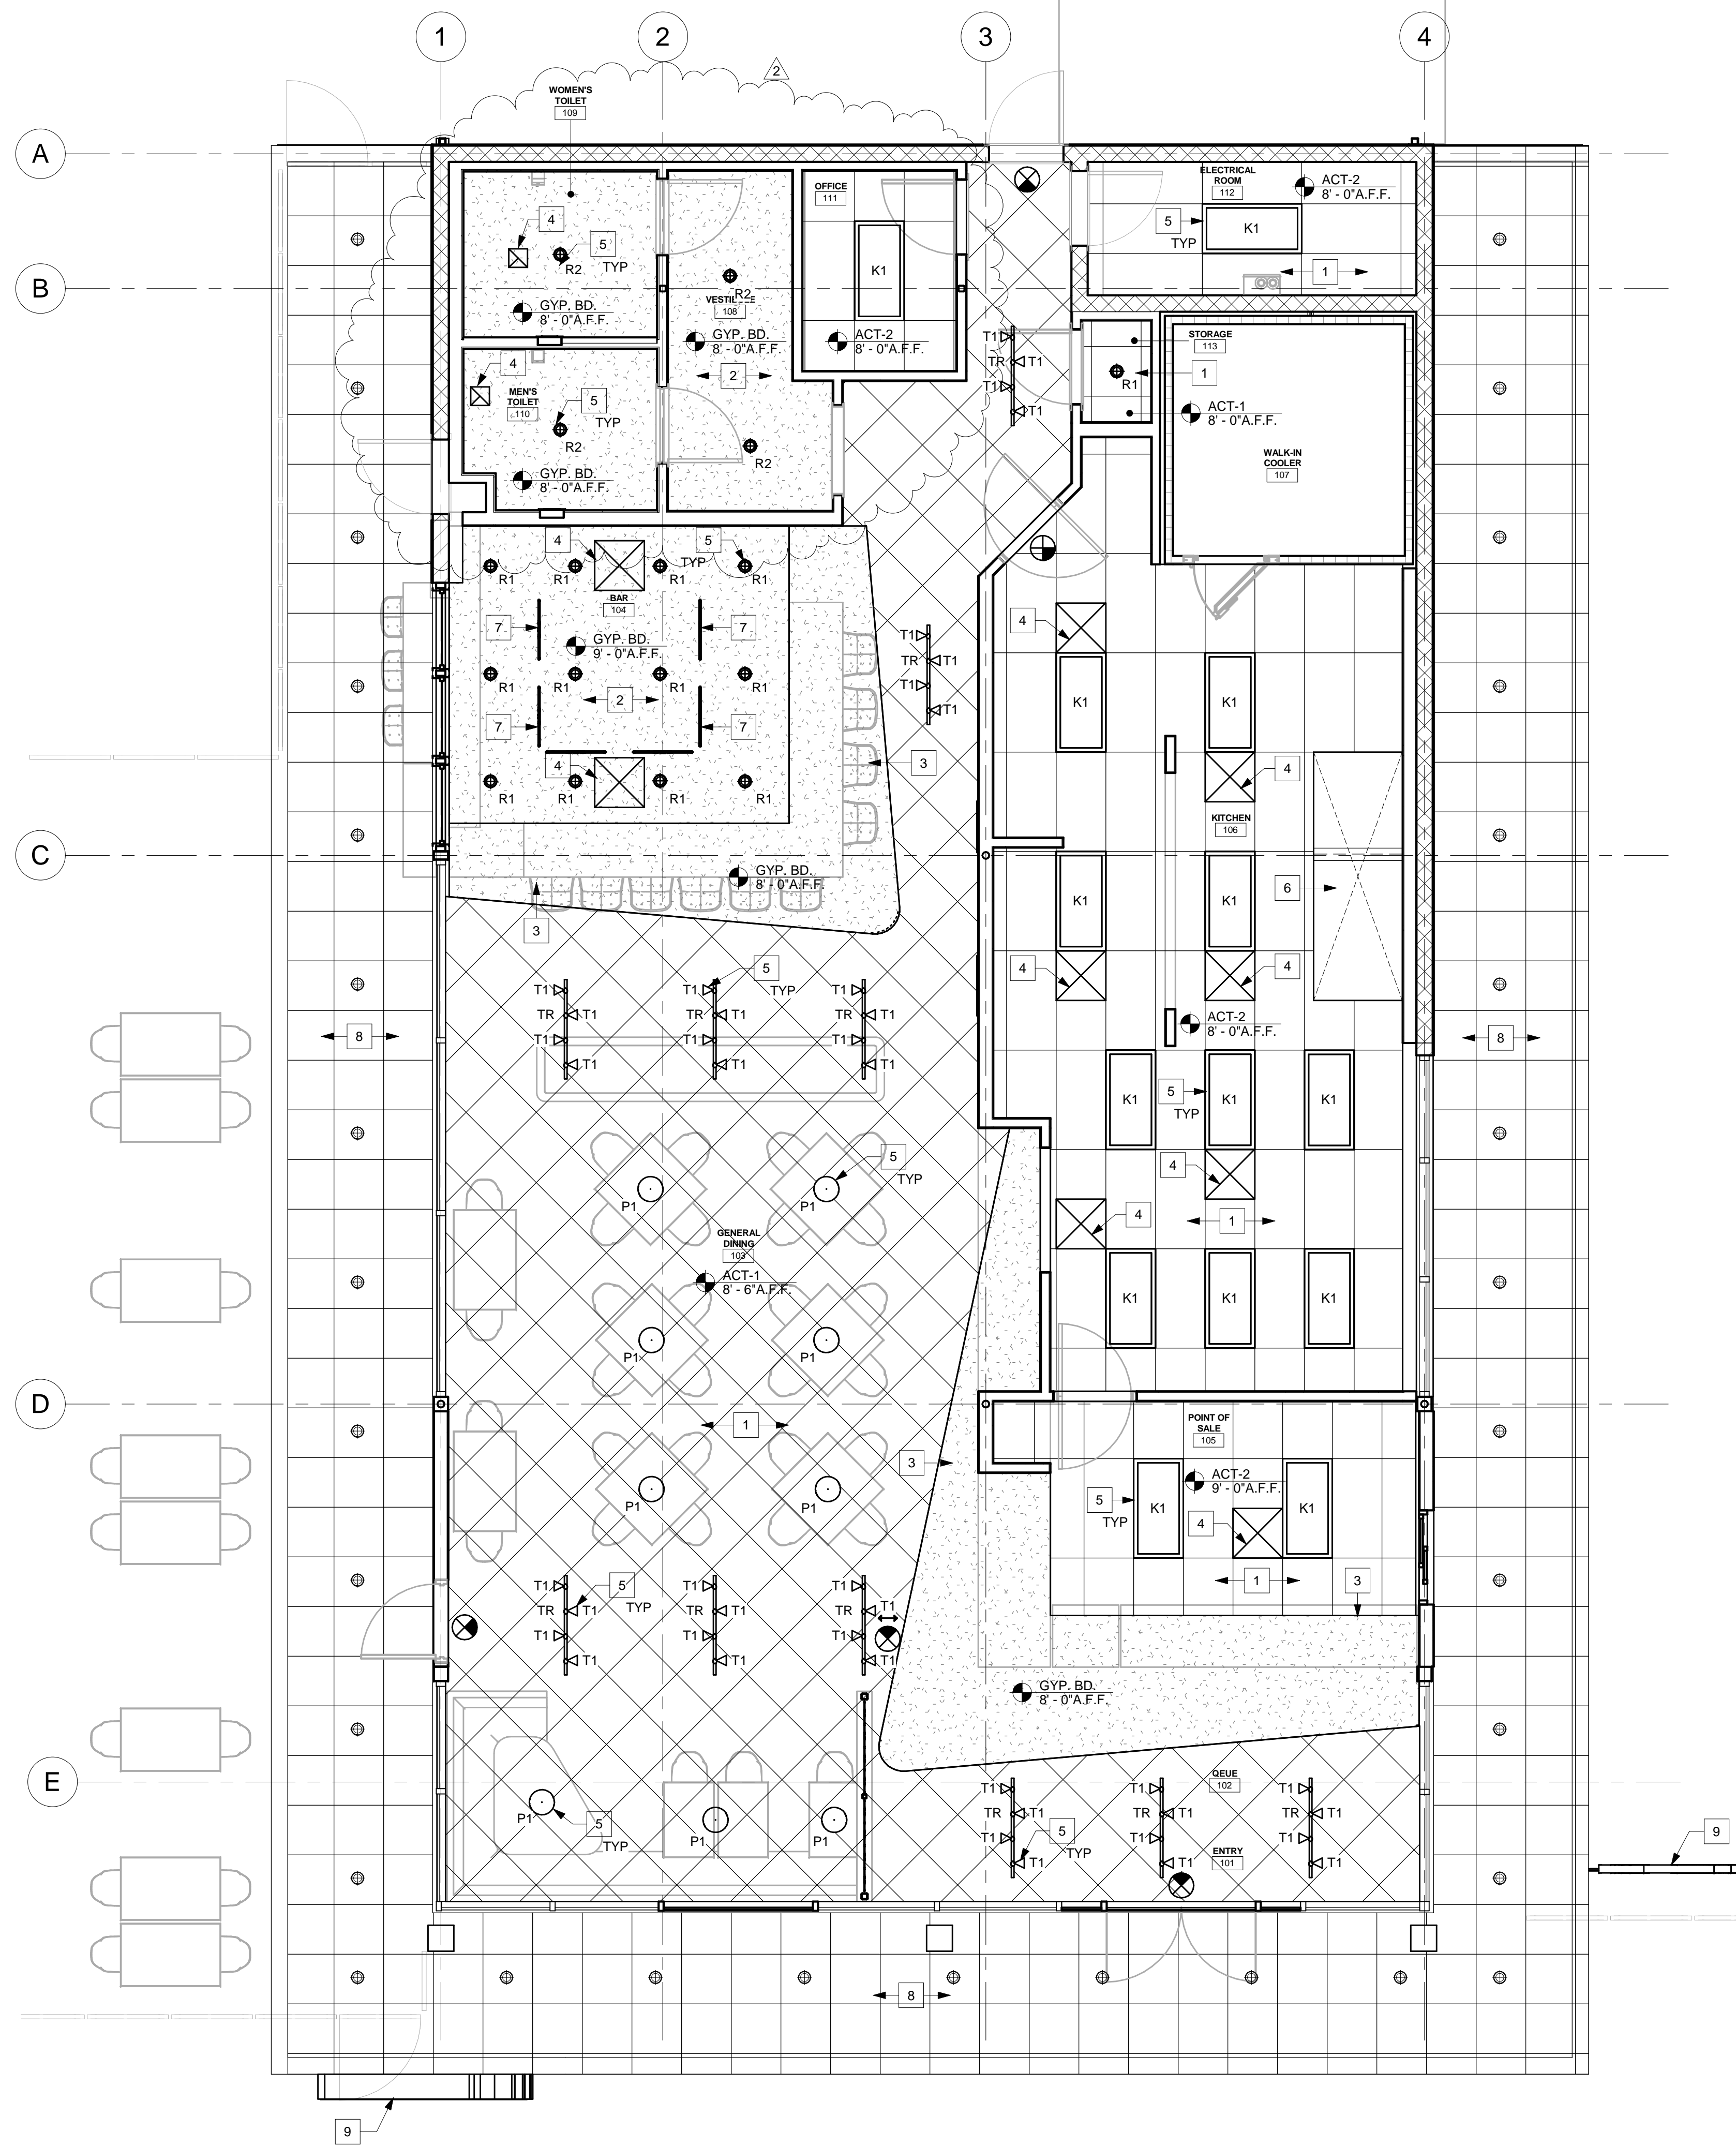 1
2
3
4
2
WOMEN'S
TOILET
109
A
OFFICE
111
ELECTRICAL
ROOM
112
ACT-2
8' - 0"A.F.F.
4
5
TYP
R2
5
TYP
K1
K1
1
B
R2
108
GYP. BD.
8' - 0"A.F.F.
GYP. BD.
8' - 0"A.F.F.
ACT-2
8' - 0"A.F.F.
2
T1
TR
T1
T1
T1
STORAGE
113
R1
1
ACT-1
8' - 0"A.F.F.
4
MEN'S
TOILET
110
5
TYP
R2
R2
GYP. BD.
8' - 0"A.F.F.
WALK-IN
COOLER
107
4
5
TYP
R1
R1
R1
R1
BAR
104
7
7
GYP. BD.
9' - 0"A.F.F.
R1
R1
R1
R1
2
7
7
4
R1
R1
R1
R1
T1
TR
T1
T1
T1
3
4
K1
K1
4
KITCHEN
106
C
GYP. BD.
8' - 0"A.F.F.
3
K1
K1
6
4
4
ACT-2
8' - 0"A.F.F.
5
TYP
T1
TR
T1
T1
T1
T1
TR
T1
T1
T1
T1
TR
T1
T1
T1
8
8
K1
5
TYP
K1
K1
4
4
1
5
TYP
P1
P1
GENERAL
DINING
103
ACT-1
8' - 6"A.F.F.
P1
P1
K1
K1
K1
D
1
3
P1
P1
POINT OF
SALE
105
ACT-2
9' - 0"A.F.F.
5
TYP
K1
K1
4
1
3
T1
TR
T1
T1
T1
5
TYP
T1
TR
T1
T1
T1
T1
TR
T1
T1
T1
GYP. BD.
8' - 0"A.F.F.
E
QEUE
102
P1
5
TYP
P1
P1
T1
TR
T1
T1
T1
5
TYP
T1
TR
T1
T1
T1
T1
TR
T1
T1
T1
ENTRY
101
9
8
9